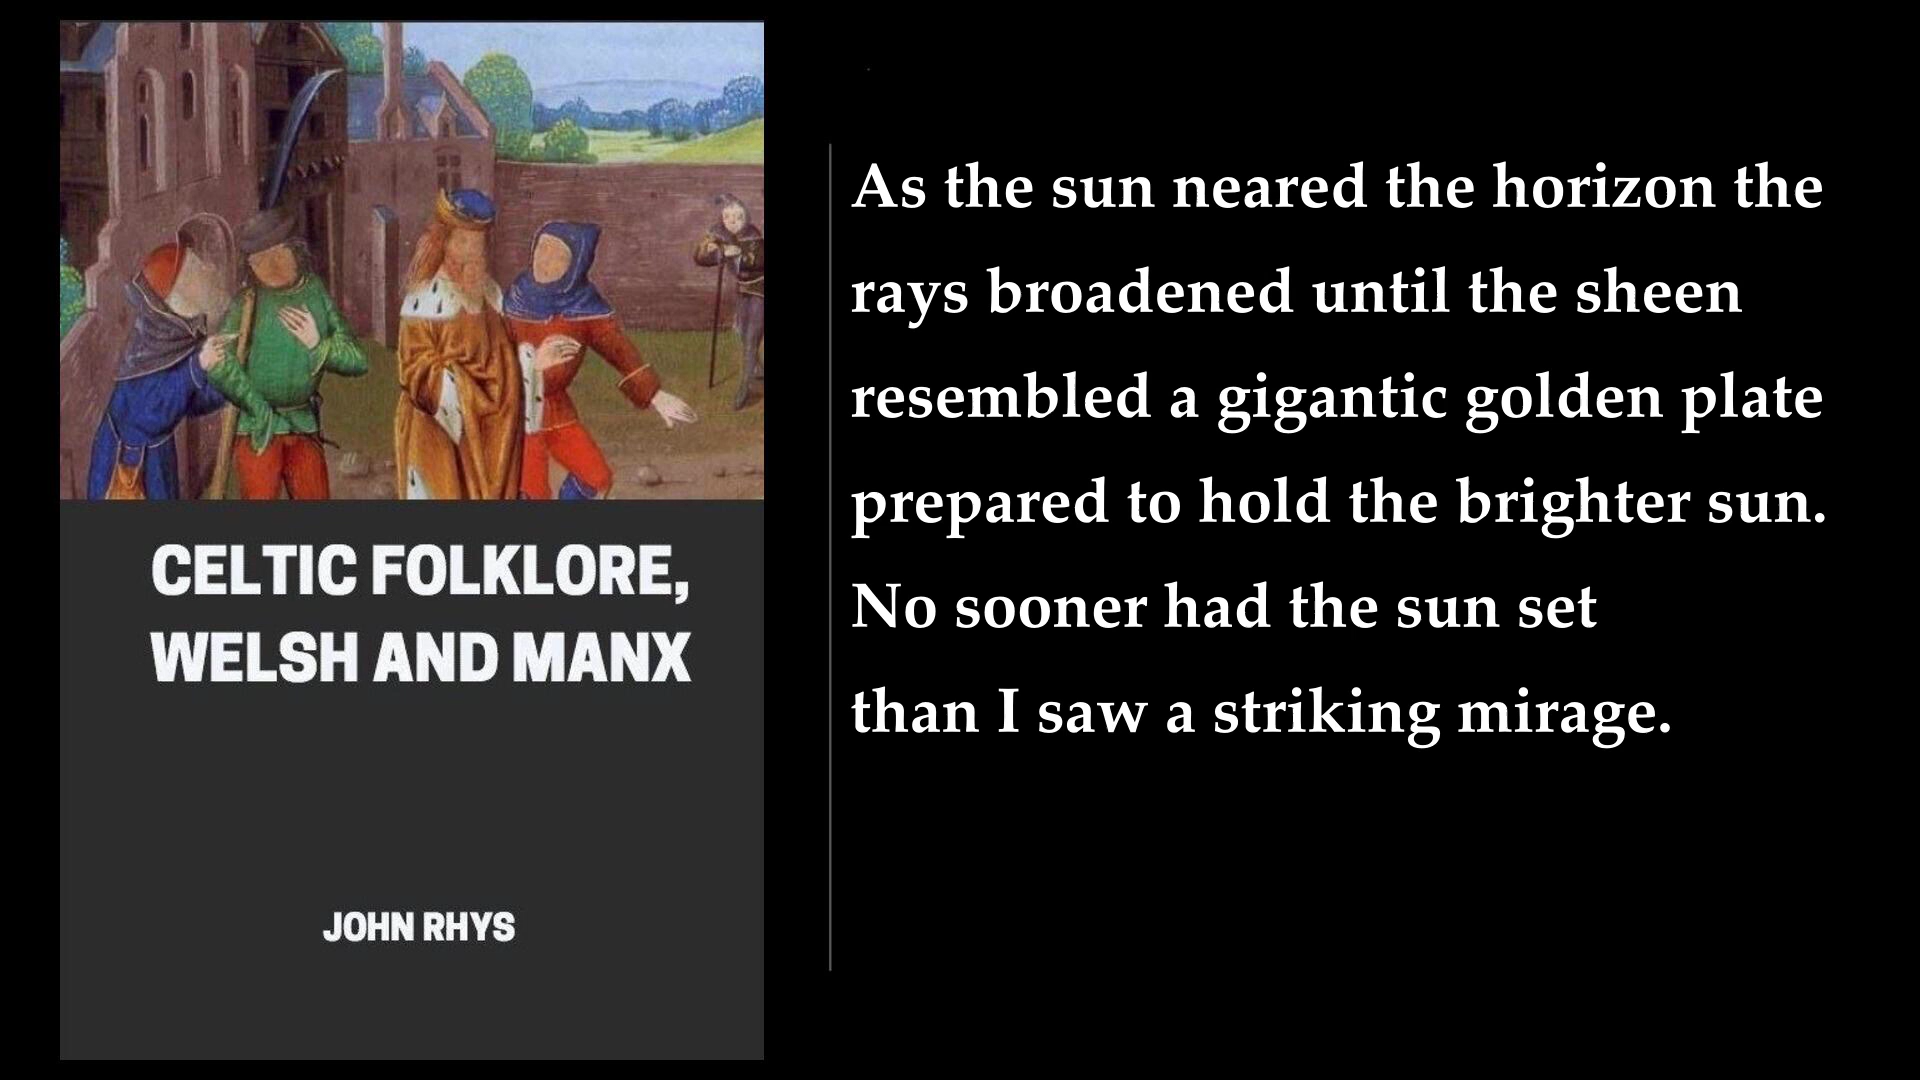 CELTIC FOLKLORE,
WELSH AND MANX
JOHN RHYS
As the sun neared the horizon the
rays broadened until the sheen
resembled a gigantic golden plate
prepared to hold the brighter sun.
No sooner had the sun set
than I saw a striking mirage.